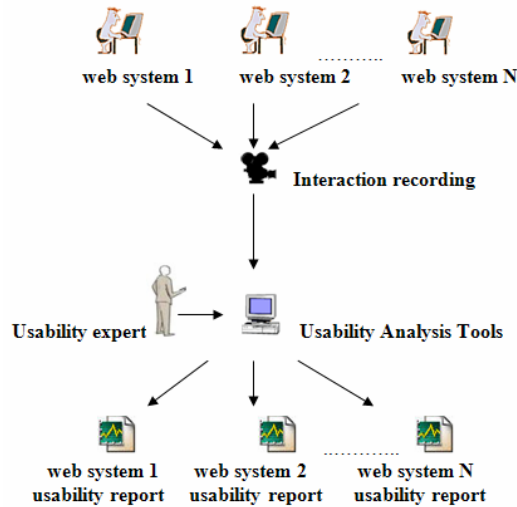 web system 1
web system 2
web system N
Interaction recording
Usability expert
Usability Analysis Tools
web system 1
usability report
web system 2
usability report
web system N
usability report